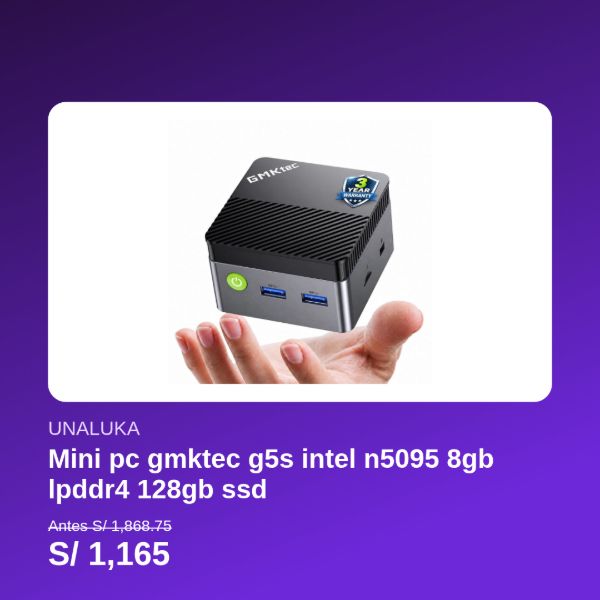 GMKtec
3
YEAR
WARRANTY
UNALUKA
Mini pc gmktec g5s intel n5095 8gb
lpddr4 128gb ssd
Antes S/ 1,868.75
S/ 1,165